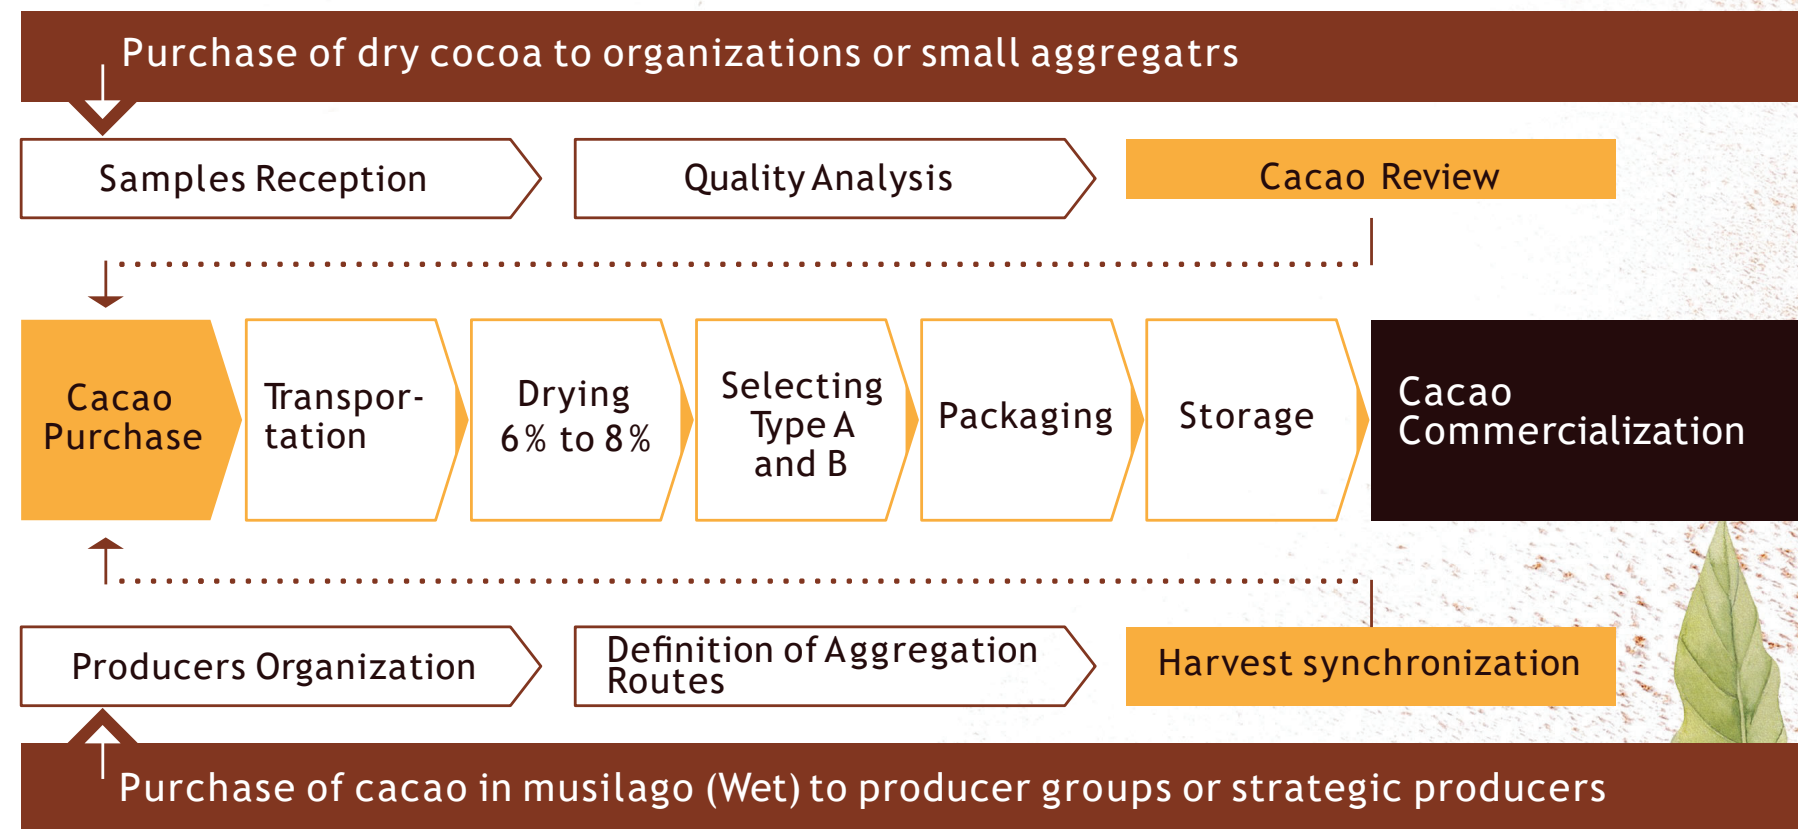 Purchase of dry cocoa to organizations or small aggregatrs
Samples Reception
Quality Analysis
Cacao Review
Cacao
Purchase
Transpor-
tation
Drying
6% to 8%
Selecting
Type A
and B
Packaging
Storage
Cacao
Commercialization
Producers Organization
Definition of Aggregation
Routes
Harvest synchronization
Purchase of cacao in musilago (Wet) to producer groups or strategic producers